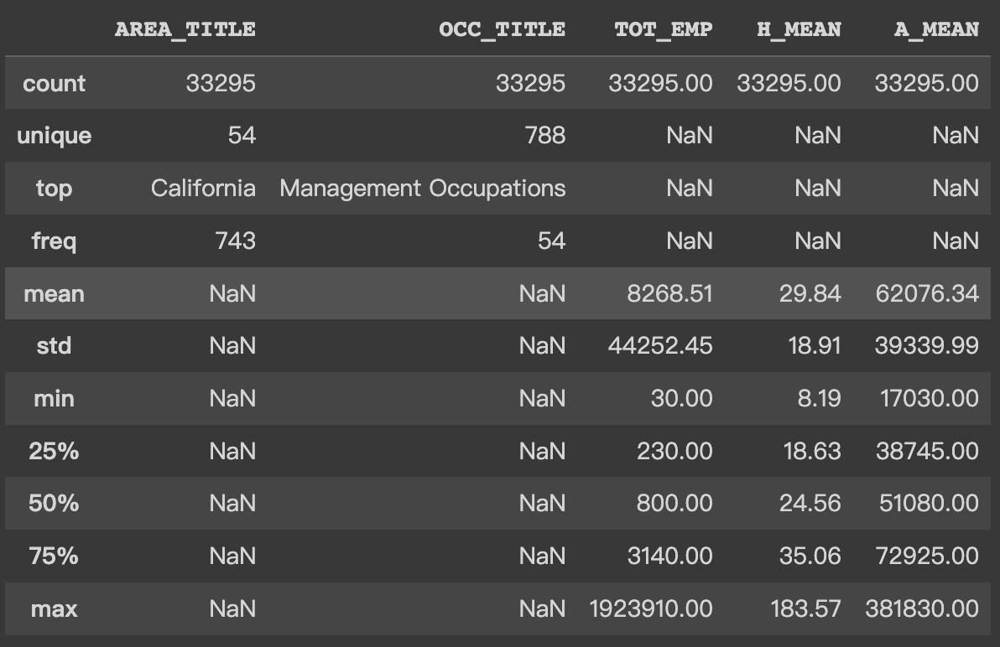 AREA_TITLE OCC_TITLE TOT_EMP H_MEAN A_MEAN
count 33295 33295 33295.00 33295.00 33295.00
unique 54 788 NaN NaN NaN
top California Management Occupations NaN NaN NaN
freq 743 54 NaN NaN NaN
mean NaN NaN 8268.51 29.84 62076.34
std NaN NaN 44252.45 18.91 39339.99
min NaN NaN 30.00 8.19 17030.00
25% NaN NaN 230.00 18.63 38745.00
50% NaN NaN 800.00 24.56 51080.00
75% NaN NaN 3140.00 35.06 72925.00
max NaN NaN 1923910.00 183.57 381830.00